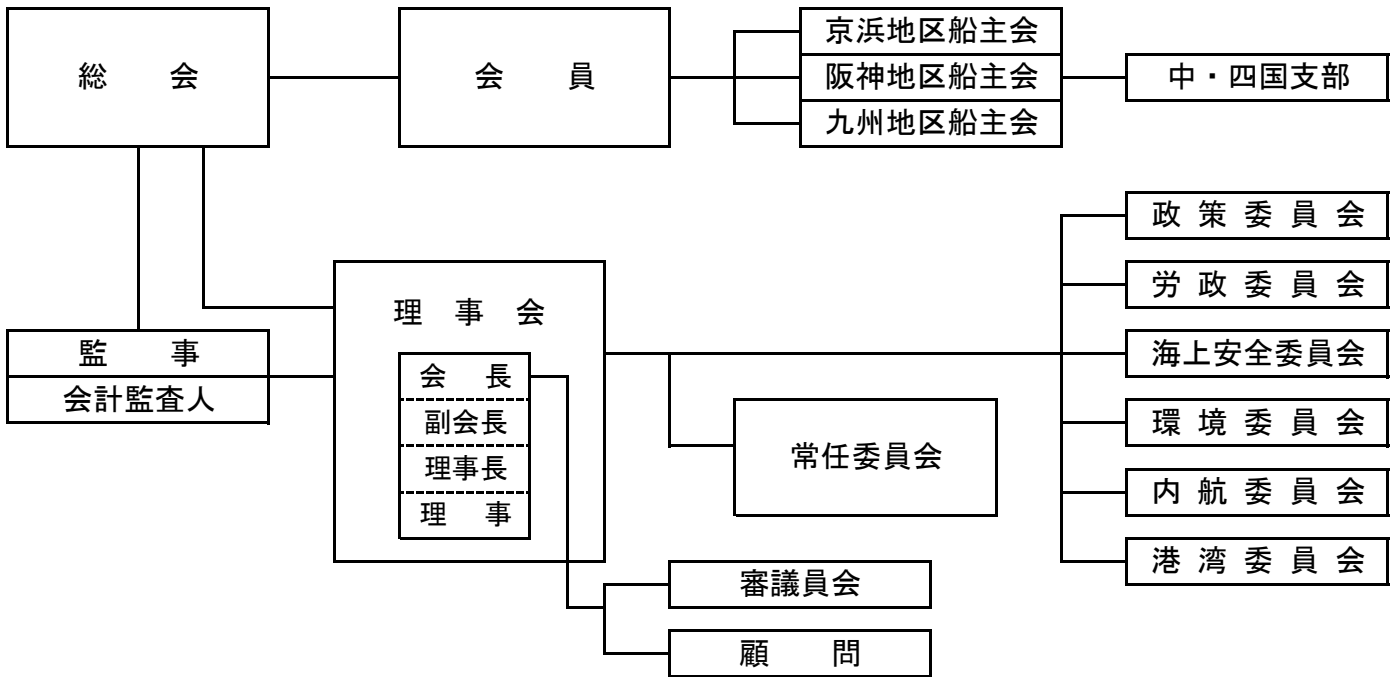 総　会
会　員
京浜地区船主会
阪神地区船主会
九州地区船主会
中・四国支部
監　事
会計監査人
理　事　会
会　長
副会長
理事長
理　事
常任委員会
審議員会
顧　問
政策委員会
労政委員会
海上安全委員会
環境委員会
内航委員会
港湾委員会